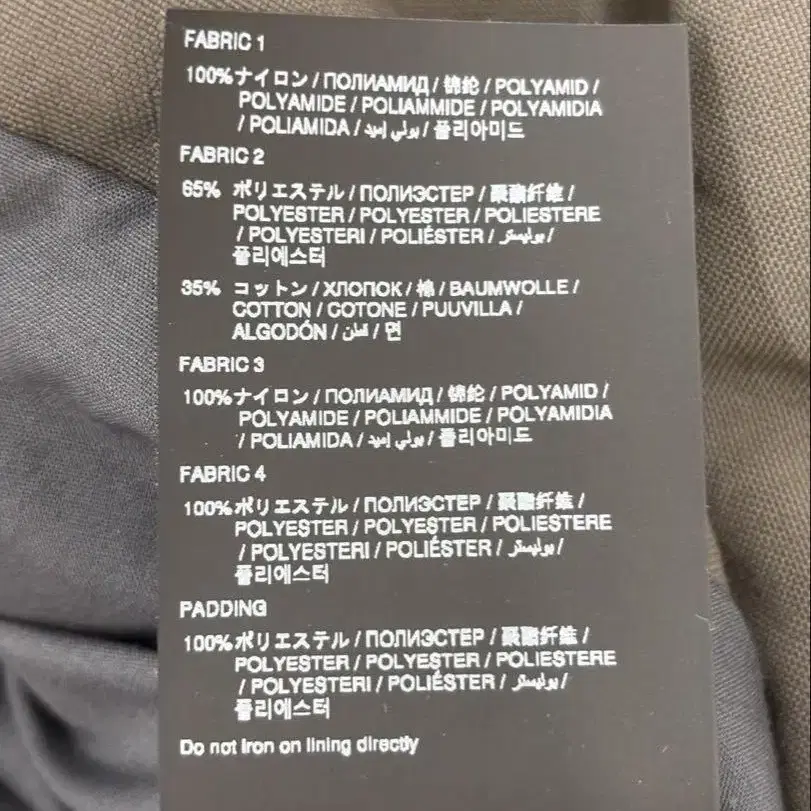 FABRIC 1
100%ナイロン / ПОЛИАМИД / 锦纶 / POLYAMID /
POLYAMIDE / POLIAMMIDE / POLYAMIDIA
/ POLIAMIDA / بولي إميد / 폴리아미드
FABRIC 2
65% ポリエステル / ПОЛИЭСТЕР / 聚酯纤维 /
POLYESTER / POLYESTER / POLIESTERE
/ POLYESTERI / POLIÉSTER / بوليستر /
폴리에스터
35% コットン / ХЛОПОК / 棉 / BAUMWOLLE /
COTTON / COTONE / PUUVILLA /
ALGODÓN / قطن / 면
FABRIC 3
100%ナイロン / ПОЛИАМИД / 锦纶 / POLYAMID /
POLYAMIDE / POLIAMMIDE / POLYAMIDIA
/ POLIAMIDA / بولي إميد / 폴리아미드
FABRIC 4
100%ポリエステル / ПОЛИЭСТЕР / 聚酯纤维 /
POLYESTER / POLYESTER / POLIESTERE
/ POLYESTERI / POLIÉSTER / بوليستر /
폴리에스터
PADDING
100%ポリエステル / ПОЛИЭСТЕР / 聚酯纤维 /
POLYESTER / POLYESTER / POLIESTERE
/ POLYESTERI / POLIÉSTER / بوليستر /
폴리에스터
Do not iron on lining directly